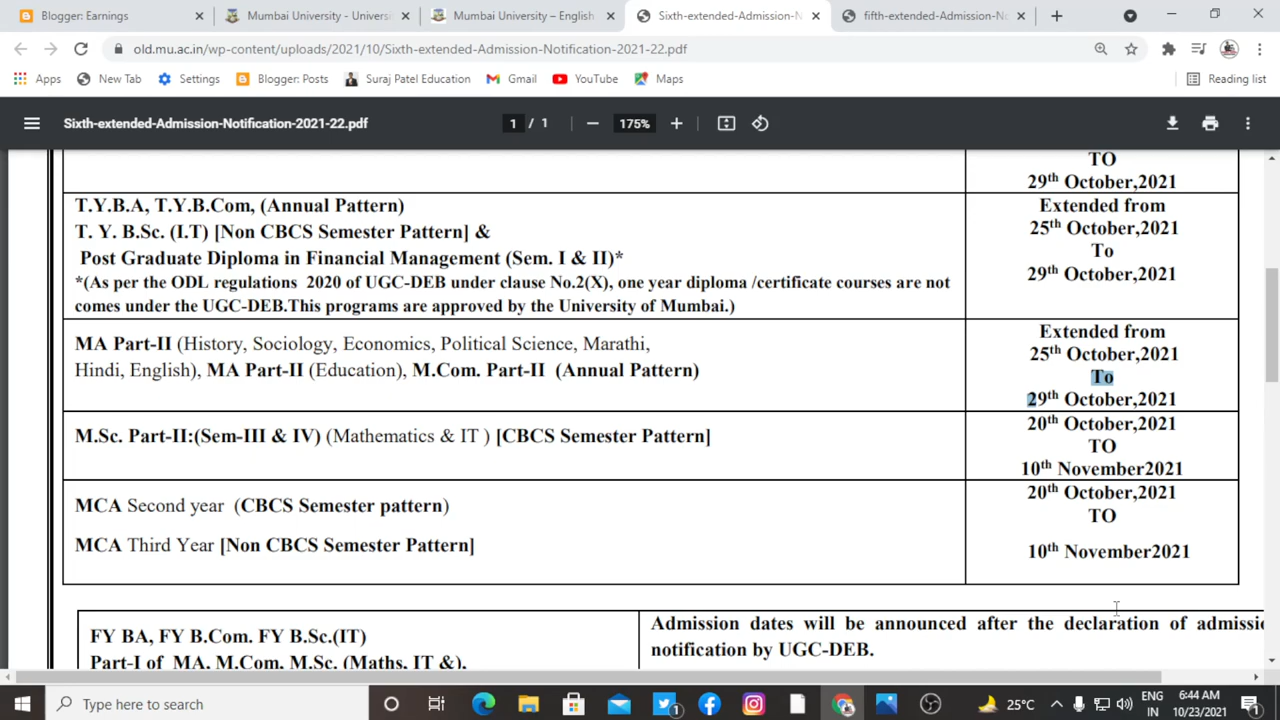 Blogger: Earnings
Mumbai University - Universi
Mumbai University – English
Sixth-extended-Admission-N
fifth-extended-Admission-No
old.mu.ac.in/wp-content/uploads/2021/10/Sixth-extended-Admission-Notification-2021-22.pdf
Apps
New Tab
Settings
Blogger: Posts
Suraj Patel Education
Gmail
YouTube
Maps
Reading list
Sixth-extended-Admission-Notification-2021-22.pdf
1 / 1
175%
TO
29th October,2021
T.Y.B.A, T.Y.B.Com, (Annual Pattern)
T. Y. B.Sc. (I.T) [Non CBCS Semester Pattern] &
Post Graduate Diploma in Financial Management (Sem. I & II)*
*(As per the ODL regulations 2020 of UGC-DEB under clause No.2(X), one year diploma /certificate courses are not
comes under the UGC-DEB.This programs are approved by the University of Mumbai.)
Extended from
25th October,2021
To
29th October,2021
MA Part-II (History, Sociology, Economics, Political Science, Marathi,
Hindi, English), MA Part-II (Education), M.Com. Part-II (Annual Pattern)
Extended from
25th October,2021
To
29th October,2021
M.Sc. Part-II:(Sem-III & IV) (Mathematics & IT ) [CBCS Semester Pattern]
20th October,2021
TO
10th November2021
MCA Second year (CBCS Semester pattern)
MCA Third Year [Non CBCS Semester Pattern]
20th October,2021
TO
10th November2021
FY BA, FY B.Com. FY B.Sc.(IT)
Part-I of MA, M.Com, M.Sc. (Maths, IT &),
Admission dates will be announced after the declaration of admissio
notification by UGC-DEB.
Type here to search
1
25°C
ENG
IN
6:44 AM
10/23/2021
1